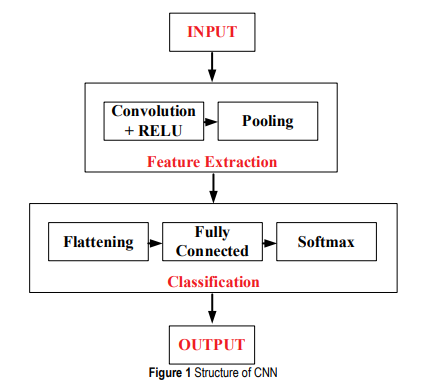 INPUT
Convolution
+ RELU
Pooling
Feature Extraction
Flattening
Fully
Connected
Softmax
Classification
OUTPUT
Figure 1 Structure of CNN